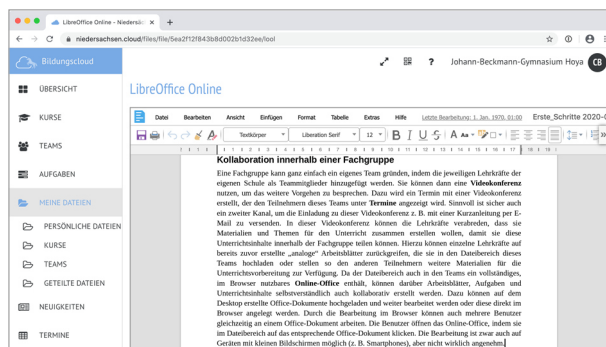 LibreOffice Online - Niedersäc
niedersachsen.cloud/files/file/5ea2f12f843b8d002b1d32ee/lool
Bildungscloud
Johann-Beckmann-Gymnasium Hoya CB
ÜBERSICHT
KURSE
TEAMS
AUFGABEN
MEINE DATEIEN
PERSÖNLICHE DATEIEN
KURSE
TEAMS
GETEILTE DATEIEN
NEUIGKEITEN
TERMINE
LibreOffice Online
Datei Bearbeiten Ansicht Einfügen Format Tabelle Extras Hilfe Letzte Bearbeitung: 1. Jan. 1970, 01:00 Erste_Schritte 2020-0
Textkörper Liberation Serif 12
Kollaboration innerhalb einer Fachgruppe
Eine Fachgruppe kann ganz einfach ein eigenes Team gründen, indem die jeweiligen Lehrkräfte der
eigenen Schule als Teammitglieder hinzugefügt werden. Sie können dann eine Videokonferenz
nutzen, um das weitere Vorgehen zu besprechen. Dazu wird ein Termin mit einer Videokonferenz
erstellt, der den Teilnehmern dieses Teams unter Termine angezeigt wird. Sinnvoll ist sicher auch
ein zweiter Kanal, um die Einladung zu dieser Videokonferenz z. B. mit einer Kurzanleitung per E-
Mail zu versenden. In dieser Videokonferenz können die Lehrkräfte verabreden, dass sie
Materialien und Themen für den Unterricht zusammen erstellen wollen, damit sie diese
Unterrichtsinhalte innerhalb der Fachgruppe teilen können. Hierzu können einzelne Lehrkräfte auf
bereits zuvor erstellte „analoge“ Arbeitsblätter zurückgreifen, die sie in den Dateibereich dieses
Teams hochladen oder stellen so den anderen Teilnehmern weitere Materialien für die
Unterrichtsvorbereitung zur Verfügung. Da der Dateibereich auch in den Teams ein vollständiges,
im Browser nutzbares Online-Office enthält, können darüber Arbeitsblätter, Aufgaben und
Unterrichtsinhalte selbstverständlich auch kollaborativ erstellt werden. Dazu können auf dem
Desktop erstellte Office-Dokumente hochgeladen und weiter bearbeitet werden oder diese direkt im
Browser angelegt werden. Durch die Bearbeitung im Browser können auch mehrere Benutzer
gleichzeitig an einem Office-Dokument arbeiten. Die Benutzer öffnen das Online-Office, indem sie
im Dateibereich auf das entsprechende Office-Dokument klicken. Die Bearbeitung ist zwar auch auf
Geräten mit kleinen Bildschirmen möglich (z. B. Smartphones), aber nicht wirklich angenehm.